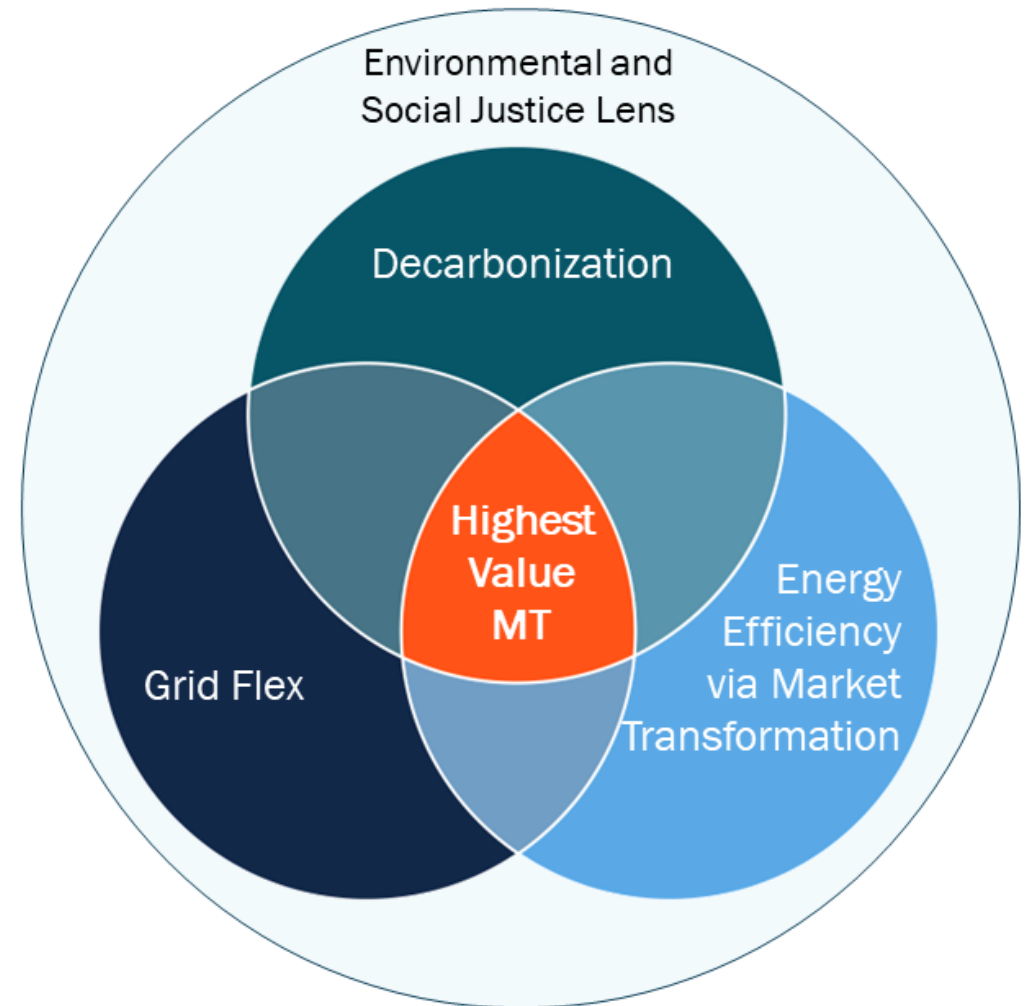 Environmental and
Social Justice Lens
Decarbonization
Highest
Value
MT
Grid Flex
Energy
Efficiency
via Market
Transformation